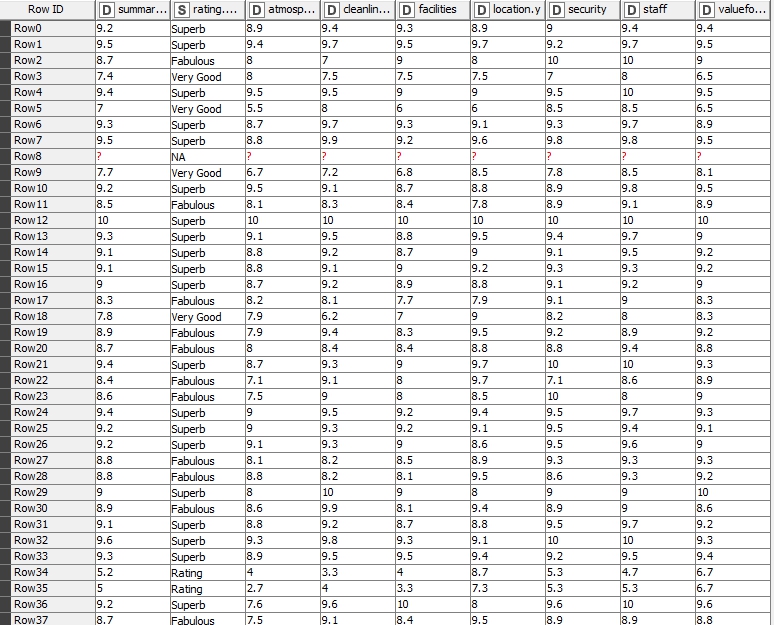 Row ID D summar... S rating.... D atmosp... D cleanlin... D facilities D location.y D security D staff D valuefo...
Row0 9.2 Superb 8.9 9.4 9.3 8.9 9 9.4 9.4
Row1 9.5 Superb 9.4 9.7 9.5 9.7 9.2 9.7 9.5
Row2 8.7 Fabulous 8 7 9 8 10 10 9
Row3 7.4 Very Good 8 7.5 7.5 7.5 7 8 6.5
Row4 9.4 Superb 9.5 9.5 9 9 9.5 10 9.5
Row5 7 Very Good 5.5 8 6 6 8.5 8.5 6.5
Row6 9.3 Superb 8.7 9.7 9.3 9.1 9.3 9.7 8.9
Row7 9.5 Superb 8.8 9.9 9.2 9.6 9.8 9.8 9.5
Row8 ? NA ? ? ? ? ? ? ?
Row9 7.7 Very Good 6.7 7.2 6.8 8.5 7.8 8.5 8.1
Row10 9.2 Superb 9.5 9.1 8.7 8.8 8.9 9.8 9.5
Row11 8.5 Fabulous 8.1 8.3 8.4 7.8 8.9 9.1 8.9
Row12 10 Superb 10 10 10 10 10 10 10
Row13 9.3 Superb 9.1 9.5 8.8 9.5 9.4 9.7 9
Row14 9.1 Superb 8.8 9.2 8.7 9 9.1 9.5 9.2
Row15 9.1 Superb 8.8 9.1 9 9.2 9.3 9.3 9.2
Row16 9 Superb 8.7 9.2 8.9 8.8 9.1 9.2 9
Row17 8.3 Fabulous 8.2 8.1 7.7 7.9 9.1 9 8.3
Row18 7.8 Very Good 7.9 6.2 7 9 8.2 8 8.3
Row19 8.9 Fabulous 7.9 9.4 8.3 9.5 9.2 8.9 9.2
Row20 8.7 Fabulous 8 8.4 8.4 8.8 8.8 9.4 8.8
Row21 9.4 Superb 8.7 9.3 9 9.7 10 10 9.3
Row22 8.4 Fabulous 7.1 9.1 8 9.7 7.1 8.6 8.9
Row23 8.6 Fabulous 7.5 9 8 8.5 10 8 9
Row24 9.4 Superb 9 9.5 9.2 9.4 9.5 9.7 9.3
Row25 9.2 Superb 9 9.3 9.2 9.1 9.5 9.4 9.1
Row26 9.2 Superb 9.1 9.3 9 8.6 9.5 9.6 9
Row27 8.8 Fabulous 8.1 8.2 8.5 8.9 9.3 9.3 9.3
Row28 8.8 Fabulous 8.8 8.2 8.1 9.5 8.6 9.3 9.2
Row29 9 Superb 8 10 9 8 9 9 10
Row30 8.9 Fabulous 8.6 9.9 8.1 9.4 8.9 9 8.6
Row31 9.1 Superb 8.8 9.2 8.7 8.8 9.5 9.7 9.2
Row32 9.6 Superb 9.3 9.8 9.3 9.1 10 10 9.3
Row33 9.3 Superb 8.9 9.5 9.5 9.4 9.2 9.5 9.4
Row34 5.2 Rating 4 3.3 4 8.7 5.3 4.7 6.7
Row35 5 Rating 2.7 4 3.3 7.3 5.3 5.3 6.7
Row36 9.2 Superb 7.6 9.6 10 8 9.6 10 9.6
Row37 8.7 Fabulous 7.5 9.1 8.4 9.5 8.9 9.1 8.8